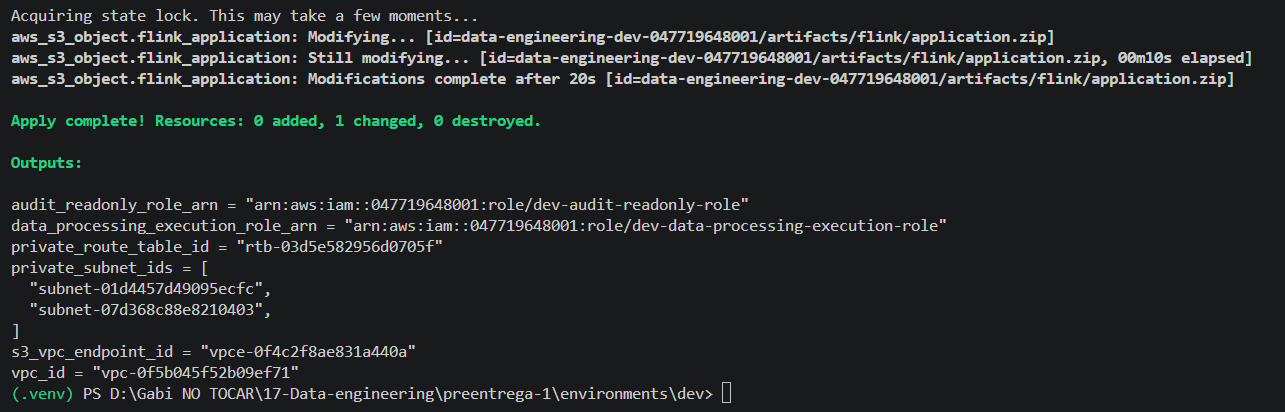 Acquiring state lock. This may take a few moments...
aws_s3_object.flink_application: Modifying... [id=data-engineering-dev-047719648001/artifacts/flink/application.zip]
aws_s3_object.flink_application: Still modifying... [id=data-engineering-dev-047719648001/artifacts/flink/application.zip, 00m10s elapsed]
aws_s3_object.flink_application: Modifications complete after 20s [id=data-engineering-dev-047719648001/artifacts/flink/application.zip]
Apply complete! Resources: 0 added, 1 changed, 0 destroyed.
Outputs:
audit_readonly_role_arn = "arn:aws:iam::047719648001:role/dev-audit-readonly-role"
data_processing_execution_role_arn = "arn:aws:iam::047719648001:role/dev-data-processing-execution-role"
private_route_table_id = "rtb-03d5e582956d0705f"
private_subnet_ids = [
  "subnet-01d4457d49095ecfc",
  "subnet-07d368c88e8210403",
]
s3_vpc_endpoint_id = "vpce-0f4c2f8ae831a440a"
vpc_id = "vpc-0f5b045f52b09ef71"
(.venv) PS D:\Gabi NO TOCAR\17-Data-engineering\preentrega-1\environments\dev>